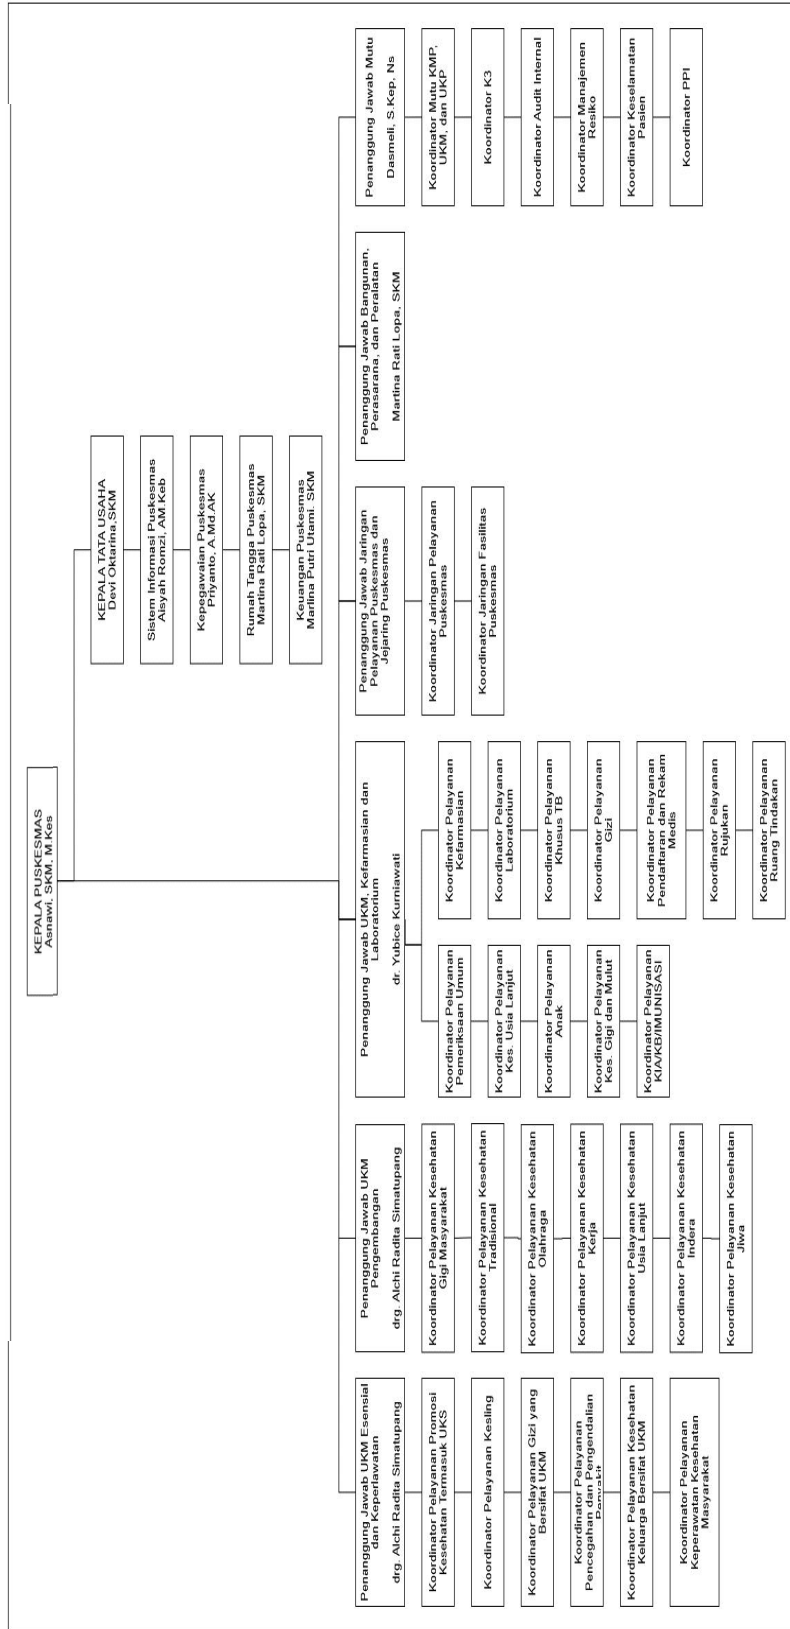 KEPALA PUSKESMAS
Asnawi. SKM, M.Kes
KEPALA TATA USAHA
Devi Oktarina,SKM
Sistem Informasi Puskesmas
Aisyah Romzi, AM.Keb
Kepegawaian Puskesmas
Priyanto, A.Md.AK
Rumah Tangga Puskesmas
Martina Rati Lopa, SKM
Keuangan Puskesmas
Marlina Putri Utami. SKM
Penanggung Jawab UKM Esensial
dan Keperlawatan
drg. Alchi Radita Simatupang
Koordinator Pelayanan Promosi
Kesehatan Termasuk UKS
Koordinator Pelayanan Kesling
Koordinator Pelayanan Gizi yang
Bersifat UKM
Koordinator Pelayanan
Pencegahan dan Pengendalian
Penyakit
Koordinator Pelayanan Kesehatan
Keluarga Bersifat UKM
Koordinator Pelayanan
Keperawatan Kesehatan
Masyarakat
Penanggung Jawab UKM
Pengembangan
drg. Alchi Radita Simatupang
Koordinator Pelayanan Kesehatan
Gigi Masyarakat
Koordinator Pelayanan Kesehatan
Tradisional
Koordinator Pelayanan Kesehatan
Olahraga
Koordinator Pelayanan Kesehatan
Kerja
Koordinator Pelayanan Kesehatan
Usia Lanjut
Koordinator Pelayanan Kesehatan
Indera
Koordinator Pelayanan Kesehatan
Jiwa
Penanggung Jawab UKM, Kefarmasian dan
Laboratorium
dr. Yubice Kurniawati
Koordinator Pelayanan
Pemeriksaan Umum
Koordinator Pelayanan
Kes. Usia Lanjut
Koordinator Pelayanan
Anak
Koordinator Pelayanan
Kes. Gigi dan Mulut
Koordinator Pelayanan
KIA/KB/IMUNISASI
Koordinator Pelayanan
Kefarmasian
Koordinator Pelayanan
Laboratorium
Koordinator Pelayanan
Khusus TB
Koordinator Pelayanan
Gizi
Koordinator Pelayanan
Pendaftaran dan Rekam
Medis
Koordinator Pelayanan
Rujukan
Koordinator Pelayanan
Ruang Tindakan
Penanggung Jawab Jaringan
Pelayanan Puskesmas dan
Jejaring Puskesmas
Koordinator Jaringan Pelayanan
Puskesmas
Koordinator Jaringan Fasilitas
Puskesmas
Penanggung Jawab Bangunan.
Perasarana, dan Peralatan
Martina Rati Lopa, SKM
Penanggung Jawab Mutu
Dasmeli, S.Kep, Ns
Koordinator Mutu KMP,
UKM, dan UKP
Koordinator K3
Koordinator Audit Internal
Koordinator Manajemen
Resiko
Koordinator Keselamatan
Pasien
Koordinator PPI